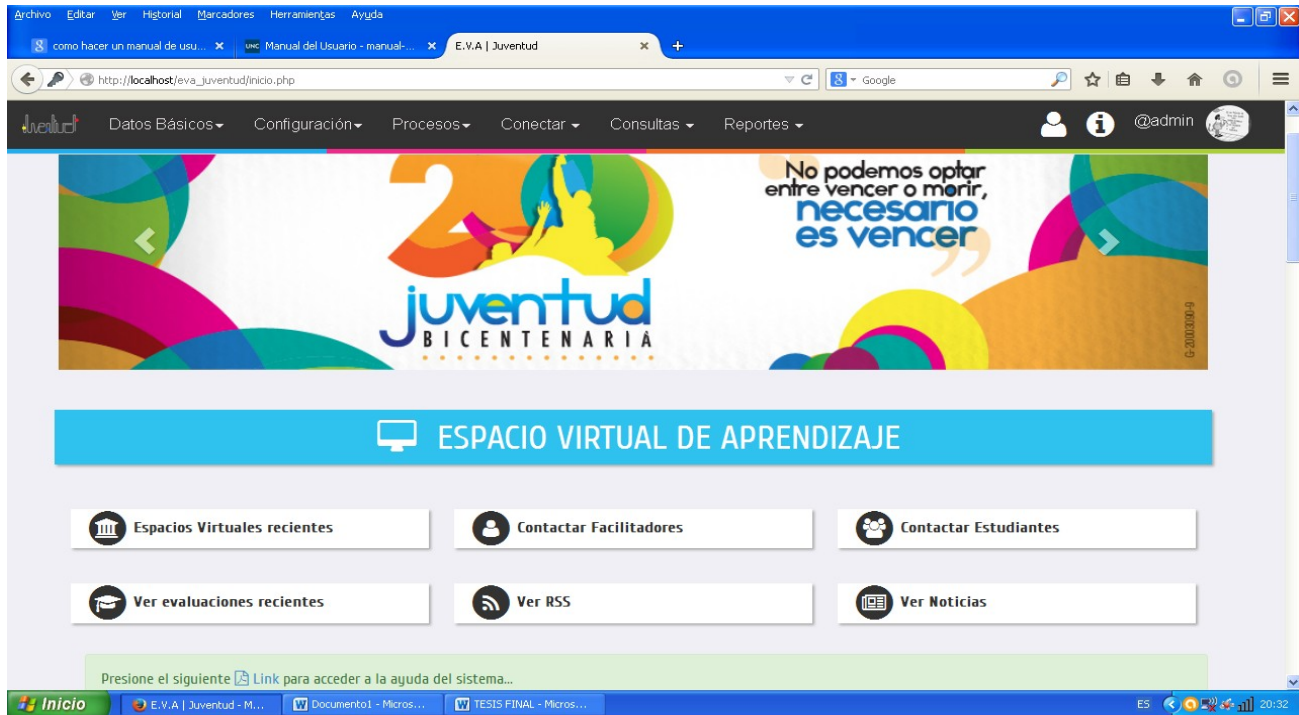 Archivo Editar Ver Historial Marcadores Herramientas Ayuda
como hacer un manual de usu... Manual del Usuario - manual-... E.V.A | Juventud
http://localhost/eva_juventud/inicio.php Google
Juventud Datos Básicos Configuración Procesos Conectar Consultas Reportes @admin
No podemos optar
entre vencer o morir,
necesario
es vencer
200
juventud
BICENTENARIA
G-20003090-9
ESPACIO VIRTUAL DE APRENDIZAJE
Espacios Virtuales recientes Contactar Facilitadores Contactar Estudiantes
Ver evaluaciones recientes Ver RSS Ver Noticias
Presione el siguiente Link para acceder a la ayuda del sistema...
Inicio E.V.A | Juventud - M... Documento1 - Micros... TESIS FINAL - Micros... ES 20:32